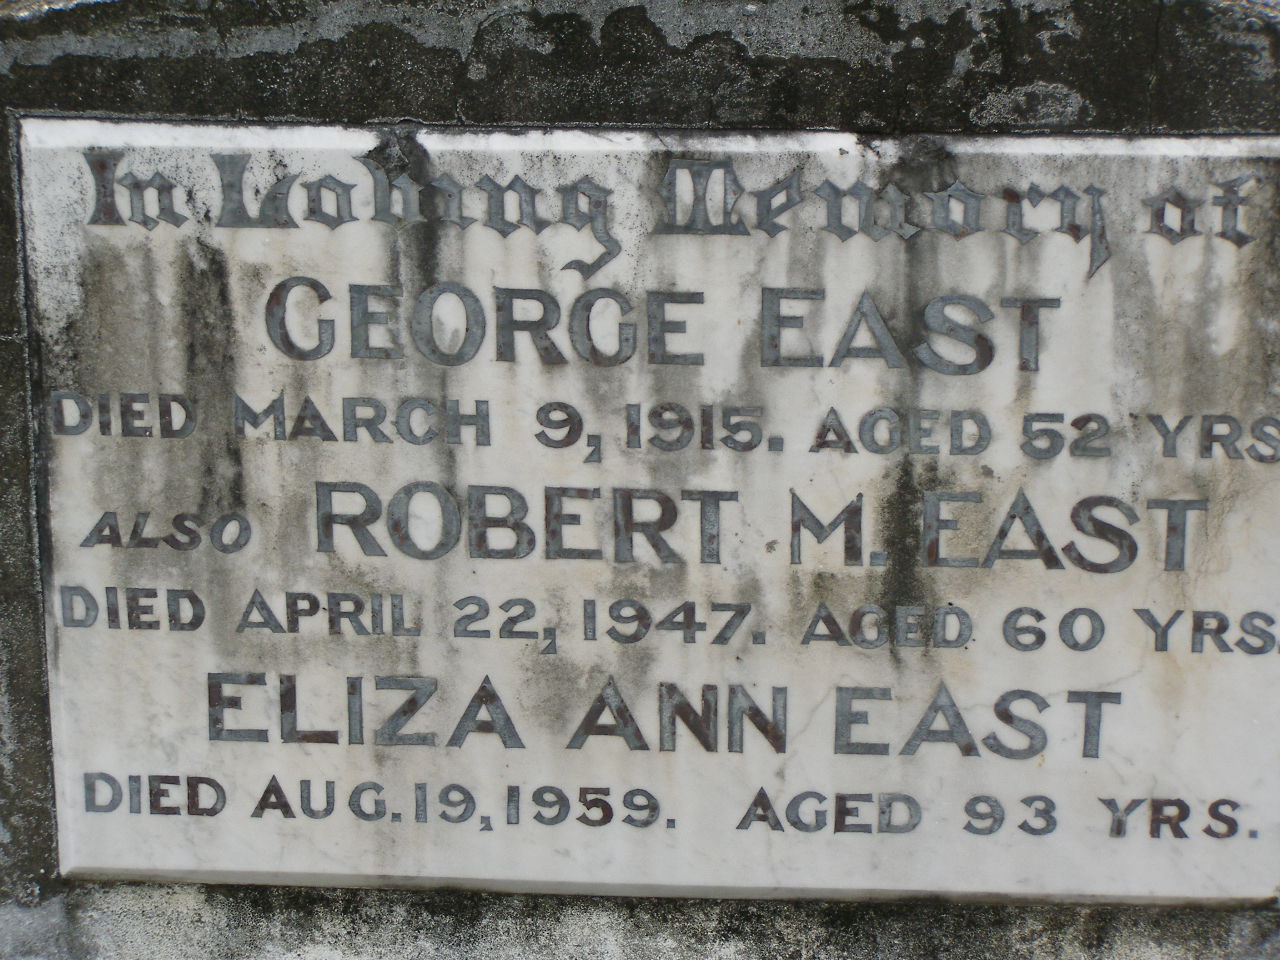 In Loving Memory of
GEORGE EAST
DIED MARCH 9, 1915. AGED 52 YRS
ALSO ROBERT M. EAST
DIED APRIL 22, 1947. AGED 60 YRS.
ELIZA ANN EAST
DIED AUG. 19, 1959. AGED 93 YRS.